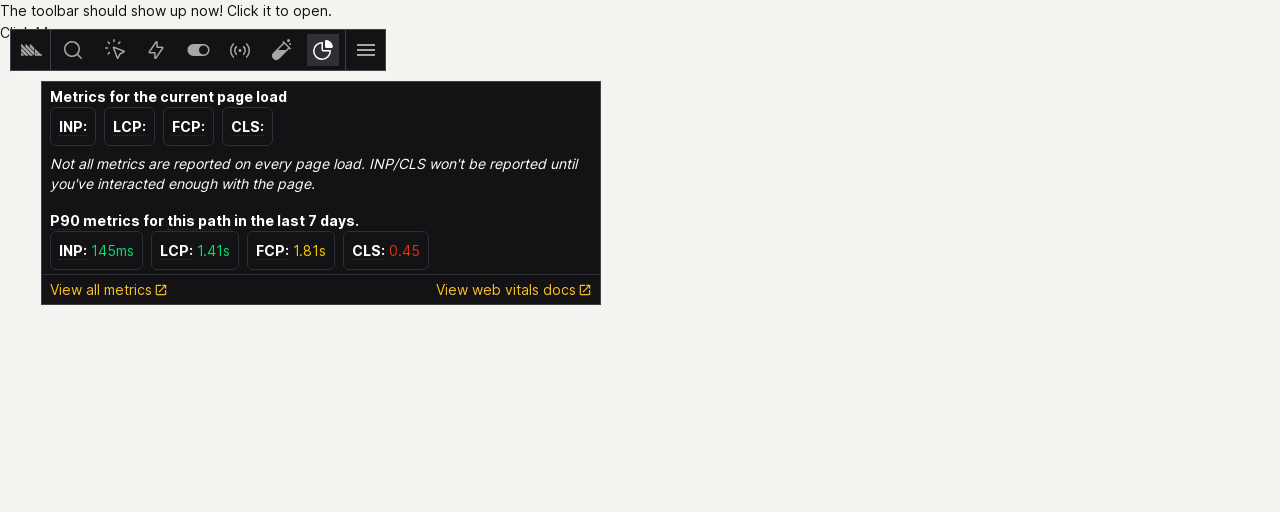 The toolbar should show up now! Click it to open.
Metrics for the current page load
INP: LCP: FCP: CLS:
Not all metrics are reported on every page load. INP/CLS won't be reported until
you've interacted enough with the page.
P90 metrics for this path in the last 7 days.
INP: 145ms LCP: 1.41s FCP: 1.81s CLS: 0.45
View all metrics View web vitals docs